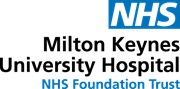 NHS
Milton Keynes
University Hospital
NHS Foundation Trust